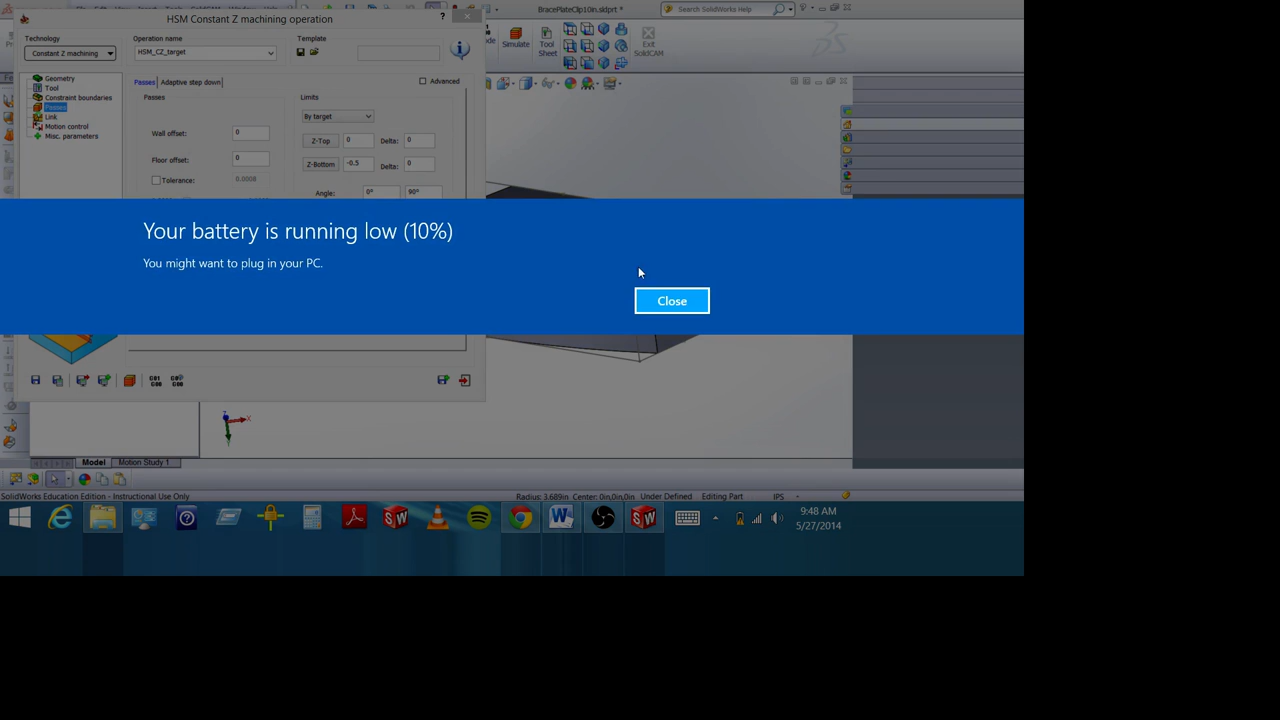 HSM Constant Z machining operation
?
BracePlateClip10in.sldprt *
Search SolidWorks Help
Technology
Operation name
Template
Constant Z machining
HSM_CZ_target
Simulate
Tool Sheet
Exit SolidCAM
Geometry
Tool
Constraint boundaries
Passes
Link
Motion control
Misc. parameters
Passes
Adaptive step down
Advanced
Passes
Limits
By target
Wall offset:
0
Z-Top
0
Delta:
0
Floor offset:
0
Z-Bottom
-0.5
Delta:
0
Tolerance:
0.0008
Angle:
0°
90°
Your battery is running low (10%)
You might want to plug in your PC.
Close
G01
G00
Z
X
Model
Motion Study 1
SolidWorks Education Edition - Instructional Use Only
Radius: 3.689in Center: 0in,0in,0in Under Defined Editing Part IPS
9:48 AM
5/27/2014